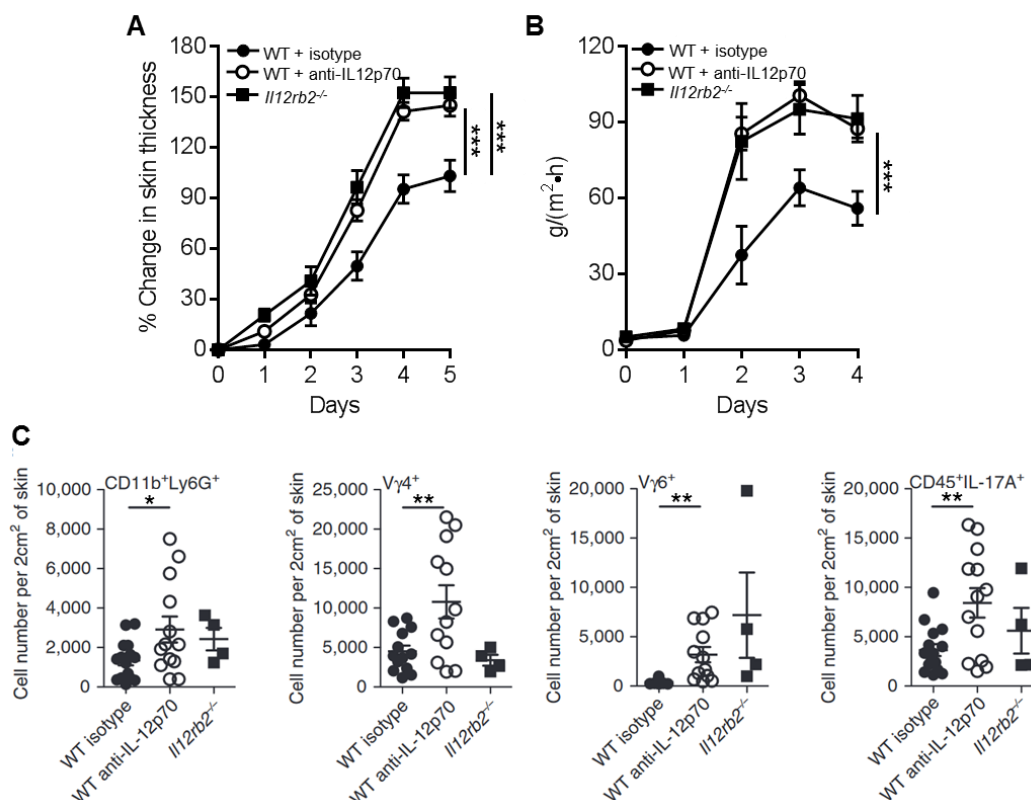 A
% Change in skin thickness
180
150
120
90
60
30
0
WT + isotype
WT + anti-IL12p70
Il12rb2-/-
***
***
0 1 2 3 4 5
Days
B
g/(m²•h)
120
90
60
30
0
WT + isotype
WT + anti-IL12p70
Il12rb2-/-
***
0 1 2 3 4
Days
C
Cell number per 2cm² of skin
CD11b⁺Ly6G⁺
*
10,000
8,000
6,000
4,000
2,000
0
WT isotype
WT anti-IL-12p70
Il12rb2-/-
Cell number per 2cm² of skin
Vγ4⁺
**
25,000
20,000
15,000
10,000
5,000
0
WT isotype
WT anti-IL-12p70
Il12rb2-/-
Cell number per 2cm² of skin
Vγ6⁺
**
20,000
15,000
10,000
5,000
0
WT isotype
WT anti-IL-12p70
Il12rb2-/-
Cell number per 2cm² of skin
CD45⁺IL-17A⁺
**
20,000
15,000
10,000
5,000
0
WT isotype
WT anti-IL-12p70
Il12rb2-/-